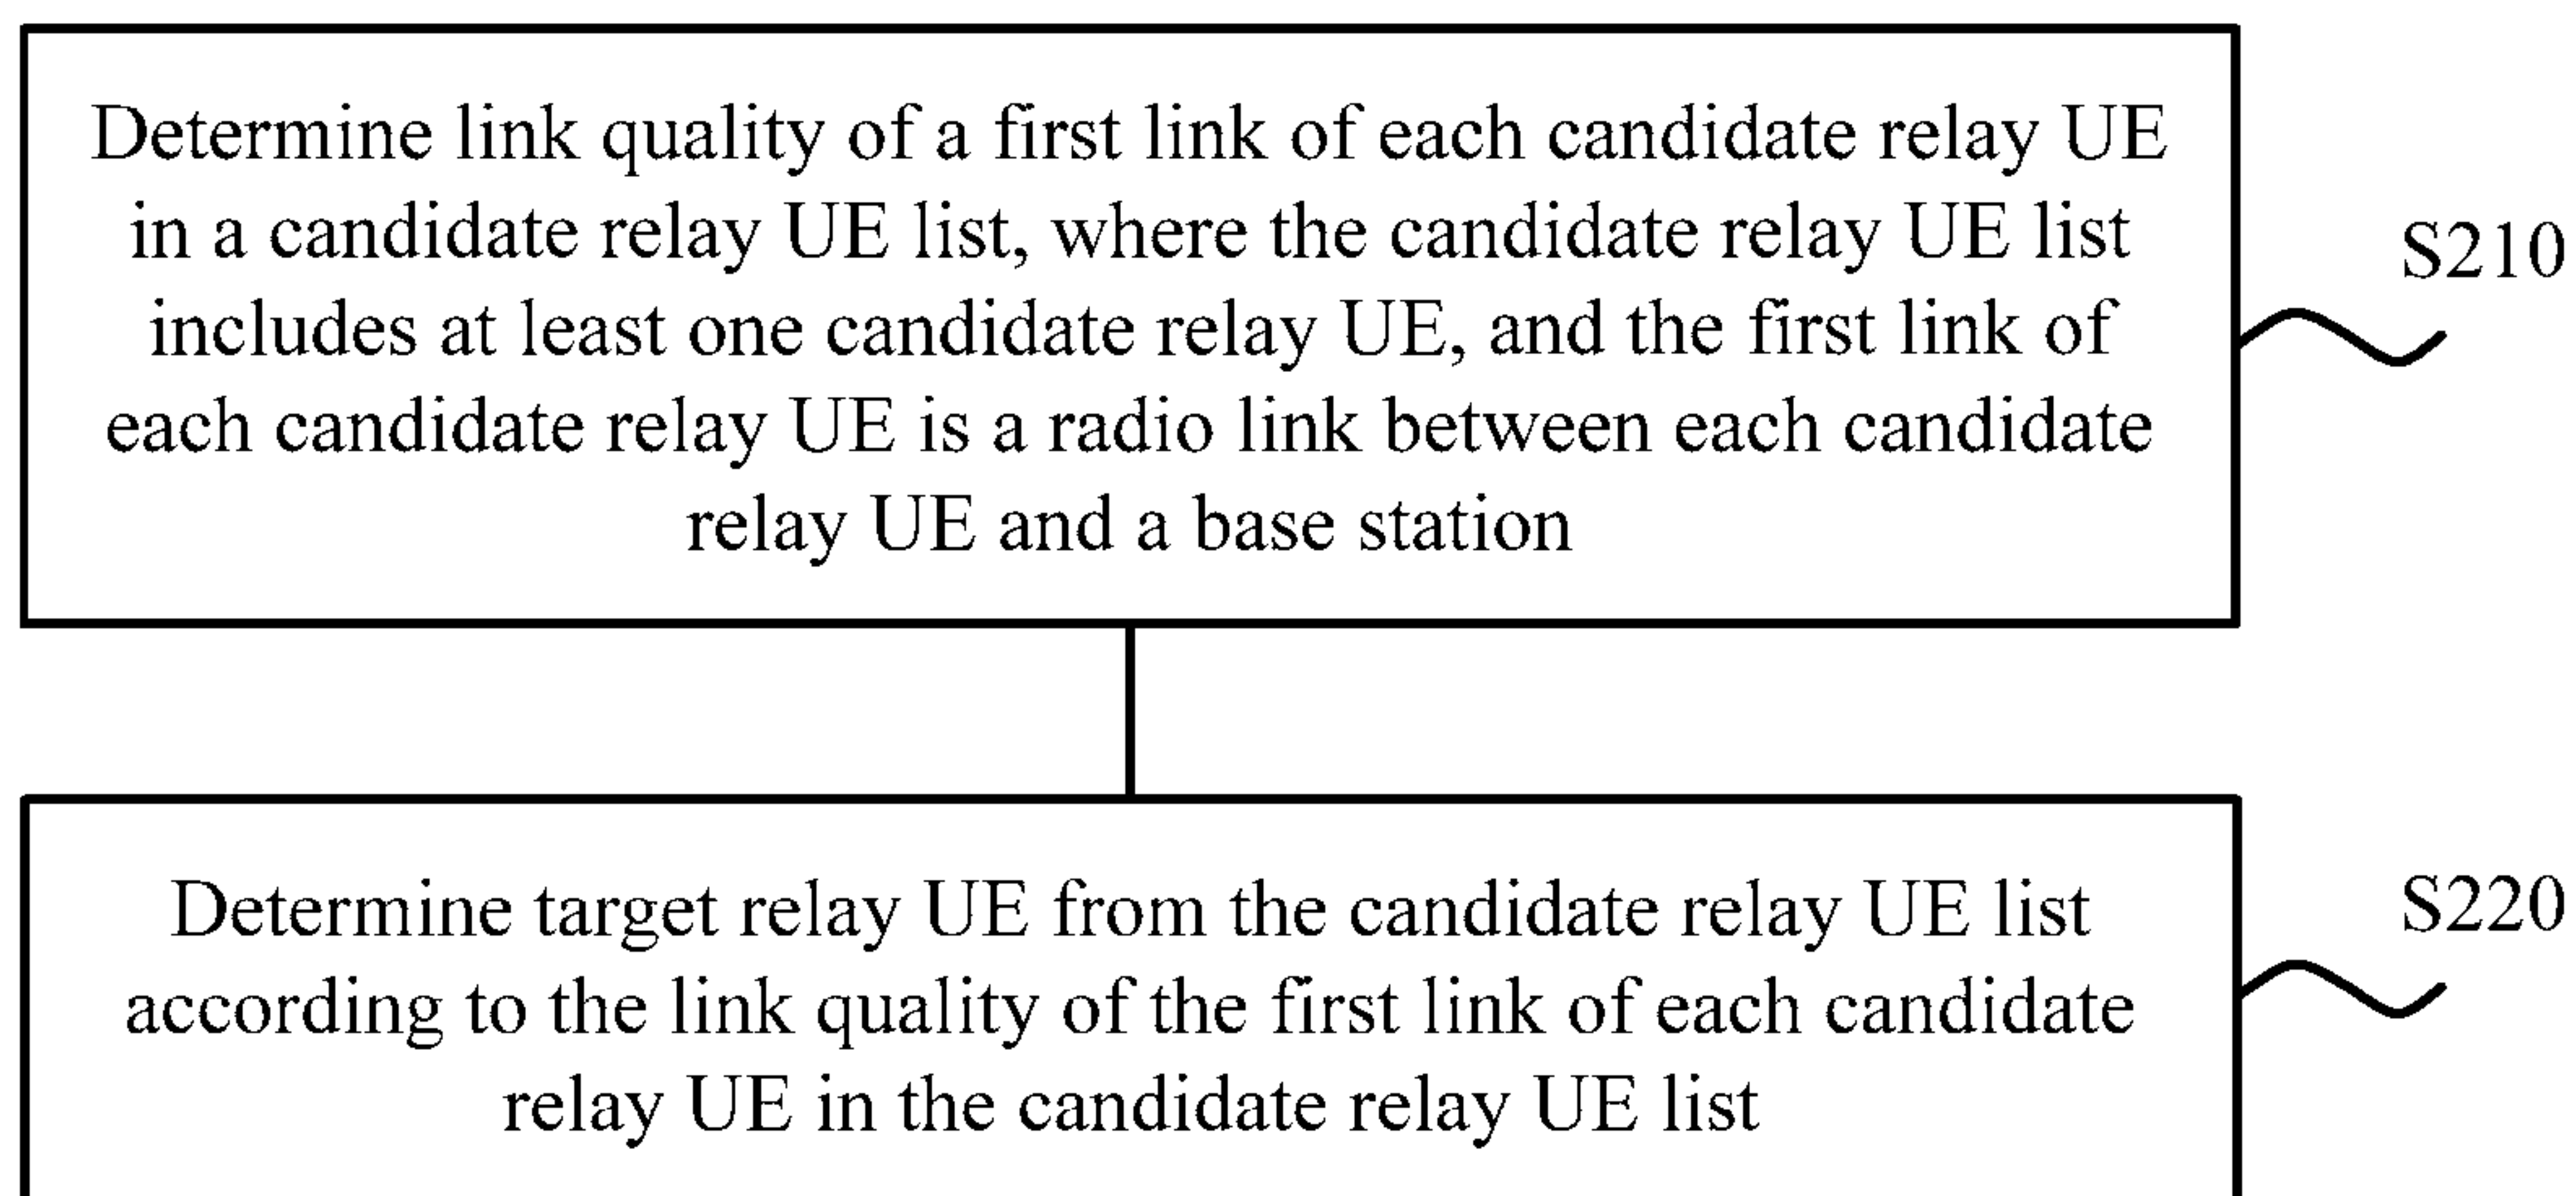 Determine link quality of a first link of each candidate relay UE
in a candidate relay UE list, where the candidate relay UE list
includes at least one candidate relay UE, and the first link of
each candidate relay UE is a radio link between each candidate
relay UE and a base station
S210
Determine target relay UE from the candidate relay UE list
according to the link quality of the first link of each candidate
relay UE in the candidate relay UE list
S220